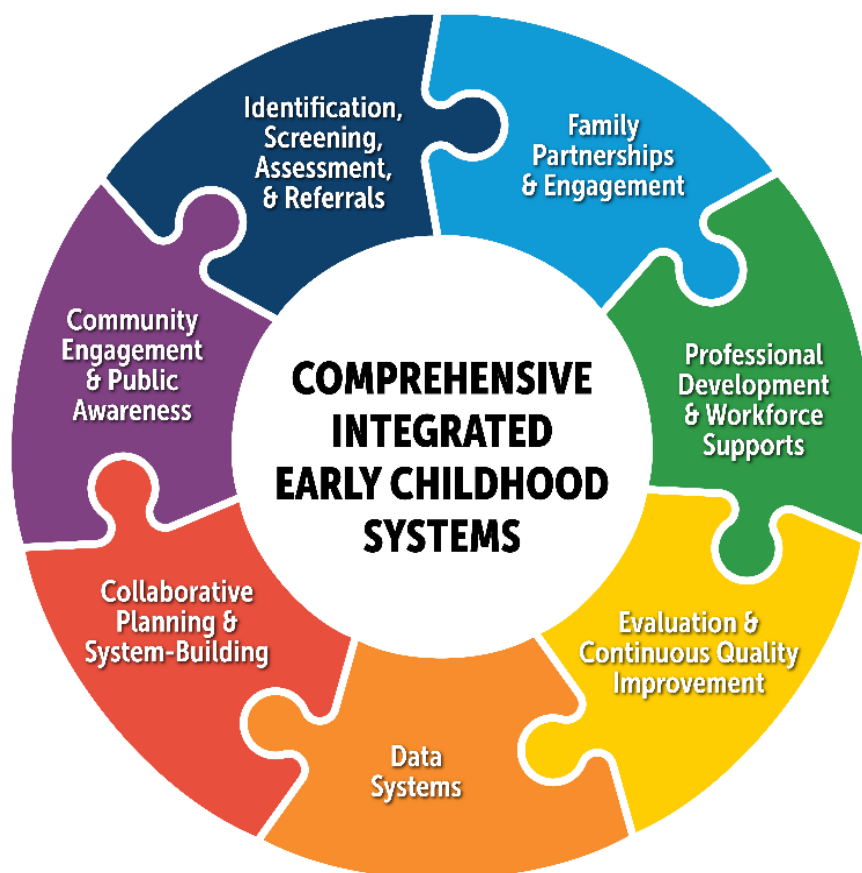 Identification,
Screening,
Assessment,
& Referrals
Family
Partnerships
& Engagement
Professional
Development
& Workforce
Supports
Evaluation &
Continuous Quality
Improvement
Data
Systems
Collaborative
Planning &
System-Building
Community
Engagement
& Public
Awareness
COMPREHENSIVE
INTEGRATED
EARLY CHILDHOOD
SYSTEMS